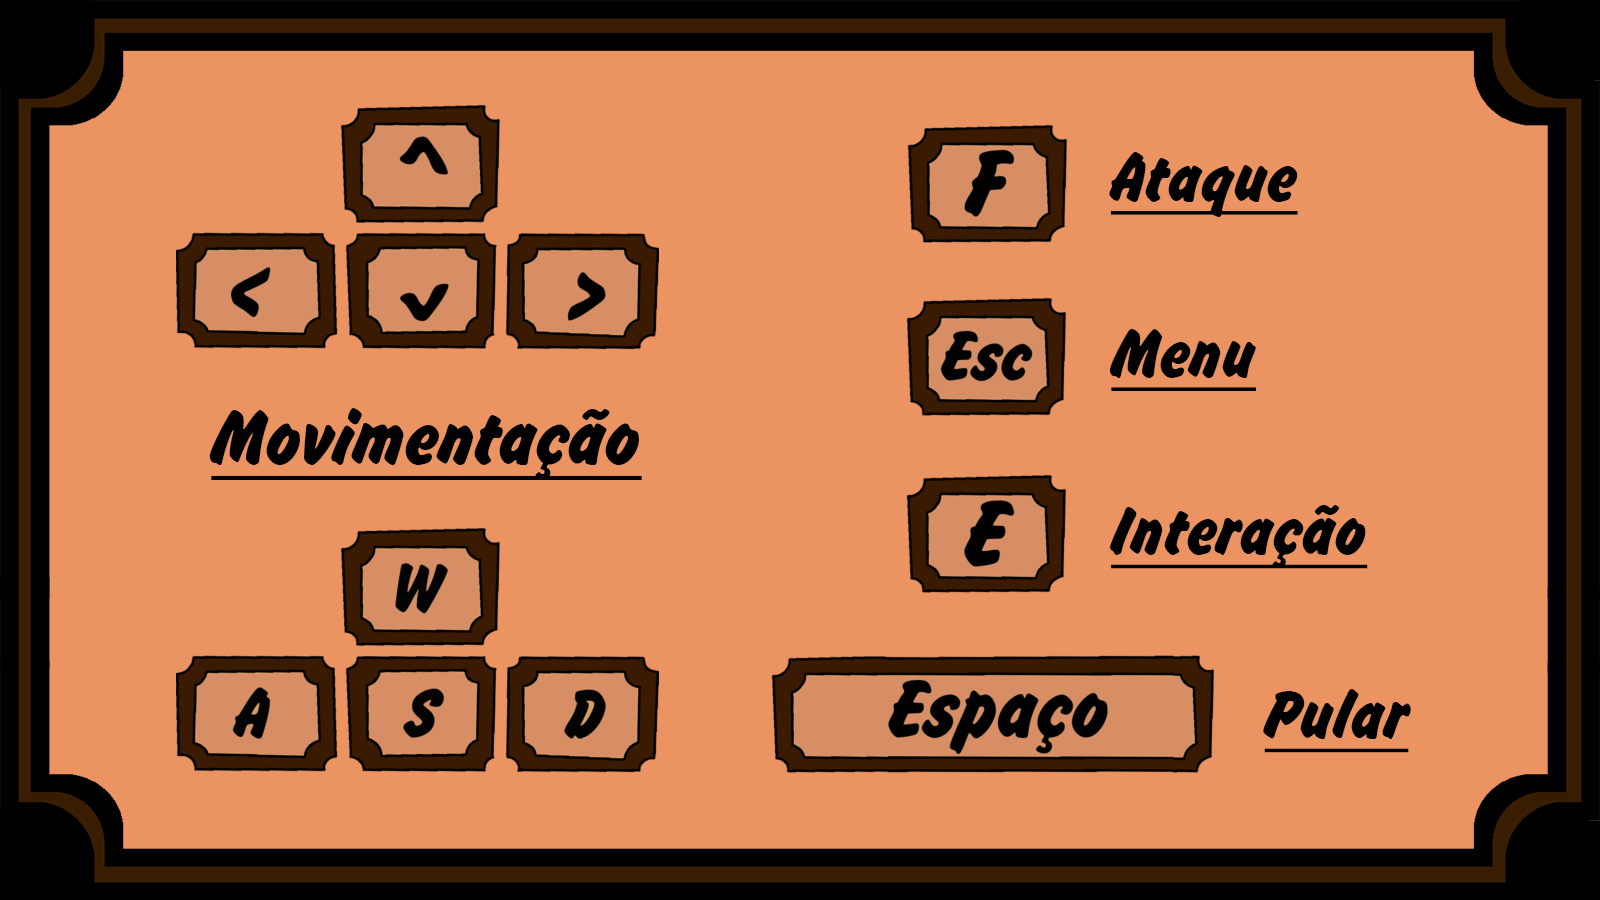 ^
< ˅ >
Movimentação
W
A S D
F Ataque
Esc Menu
E Interação
Espaço Pular